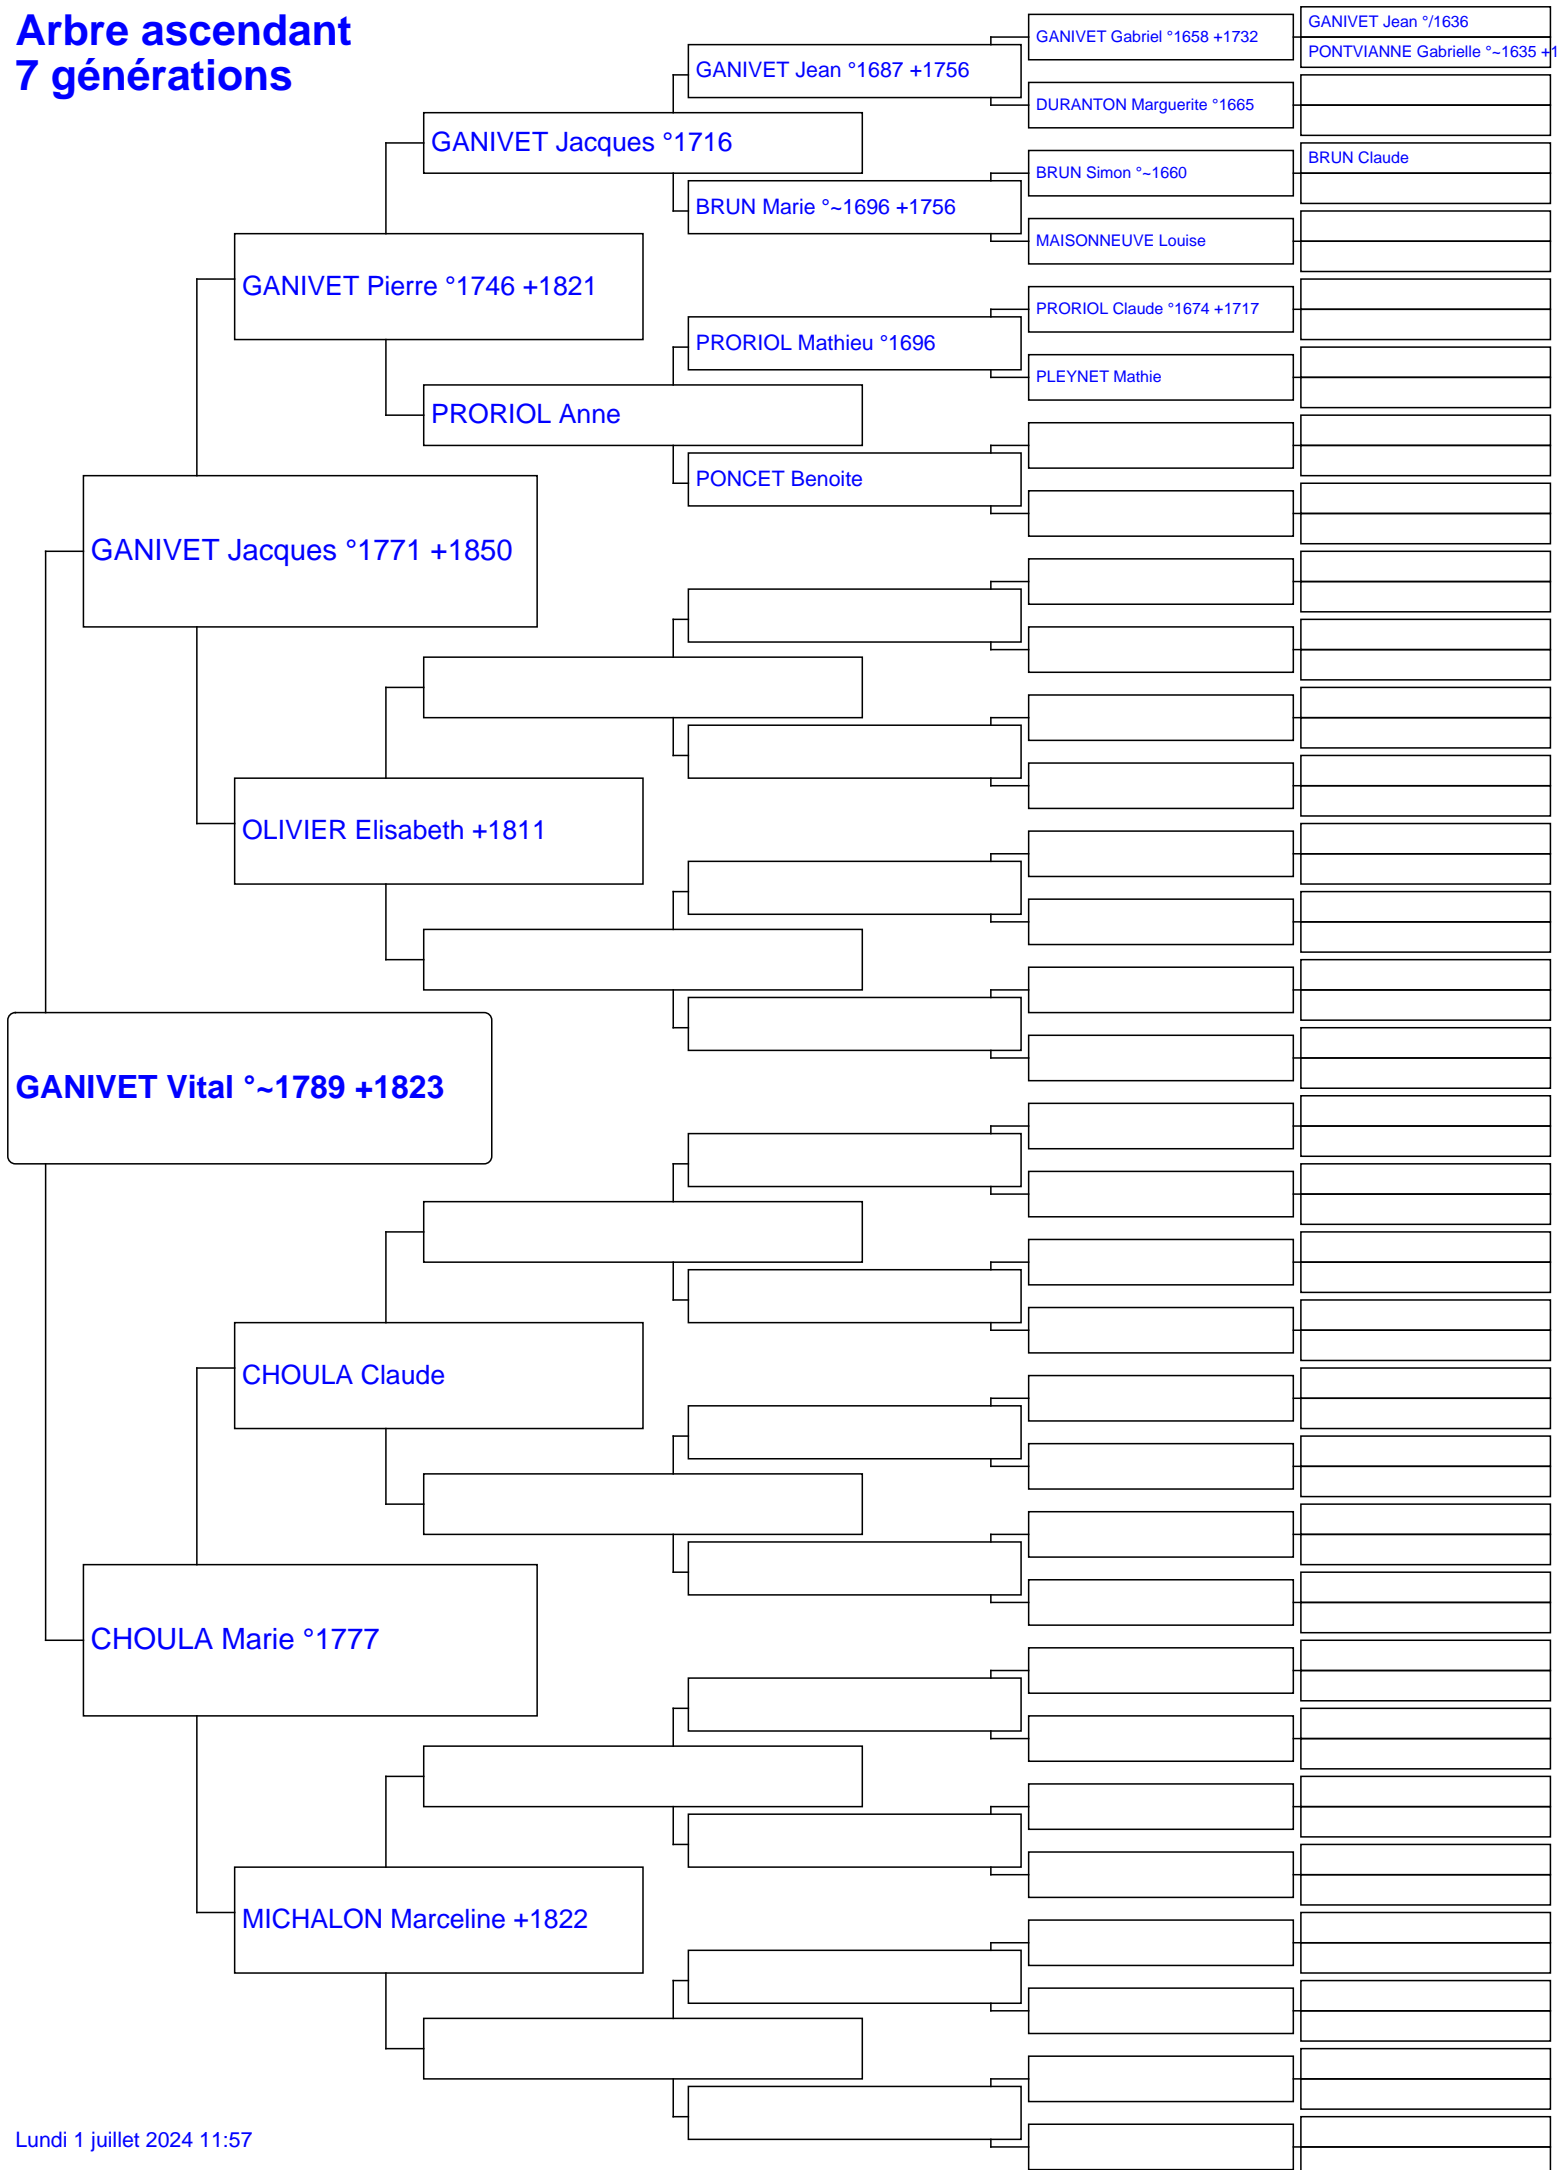 Arbre ascendant
7 générations
GANIVET Jean °/1636
GANIVET Gabriel °1658 +1732
PONTVIANNE Gabrielle °~1635 +1
GANIVET Jean °1687 +1756
DURANTON Marguerite °1665
GANIVET Jacques °1716
BRUN Claude
BRUN Simon °~1660
BRUN Marie °~1696 +1756
MAISONNEUVE Louise
GANIVET Pierre °1746 +1821
PRORIOL Claude °1674 +1717
PRORIOL Mathieu °1696
PLEYNET Mathie
PRORIOL Anne
PONCET Benoite
GANIVET Jacques °1771 +1850
OLIVIER Elisabeth +1811
GANIVET Vital °~1789 +1823
CHOULA Claude
CHOULA Marie °1777
MICHALON Marceline +1822
Lundi 1 juillet 2024 11:57